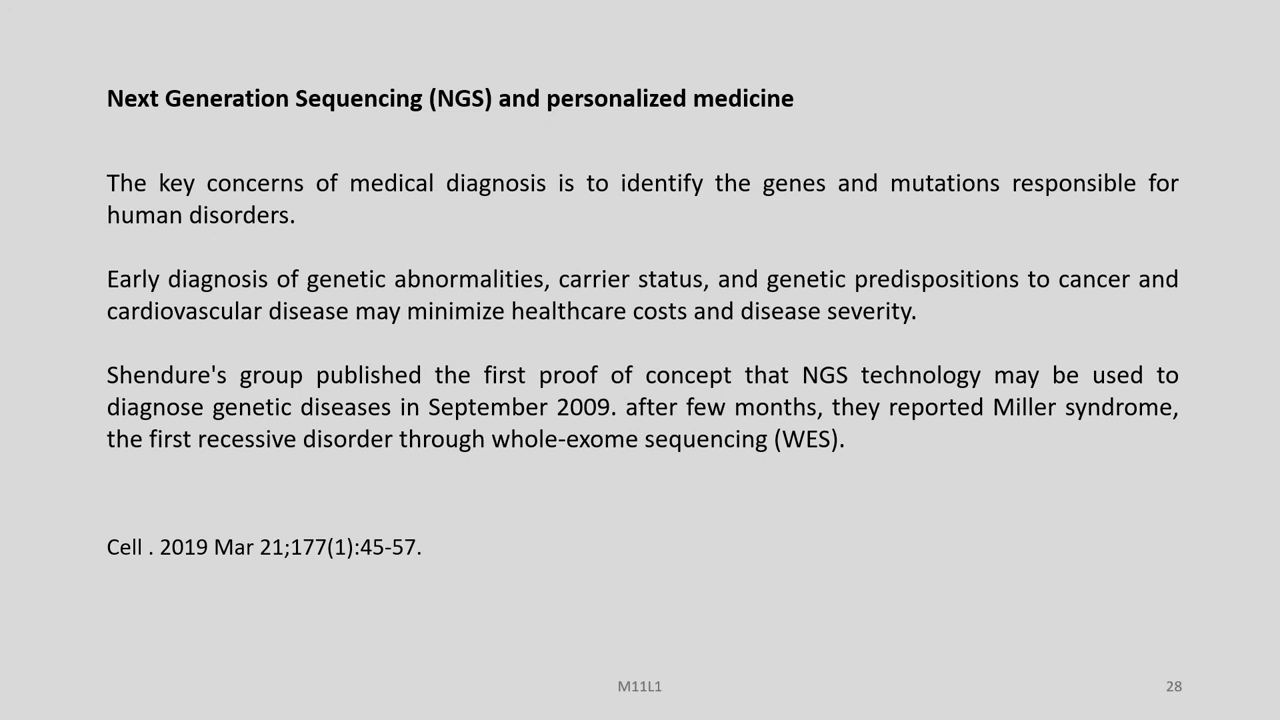 Next Generation Sequencing (NGS) and personalized medicine
The key concerns of medical diagnosis is to identify the genes and mutations responsible for
human disorders.
Early diagnosis of genetic abnormalities, carrier status, and genetic predispositions to cancer and
cardiovascular disease may minimize healthcare costs and disease severity.
Shendure's group published the first proof of concept that NGS technology may be used to
diagnose genetic diseases in September 2009. after few months, they reported Miller syndrome,
the first recessive disorder through whole-exome sequencing (WES).
Cell . 2019 Mar 21;177(1):45-57.
M11L1
28